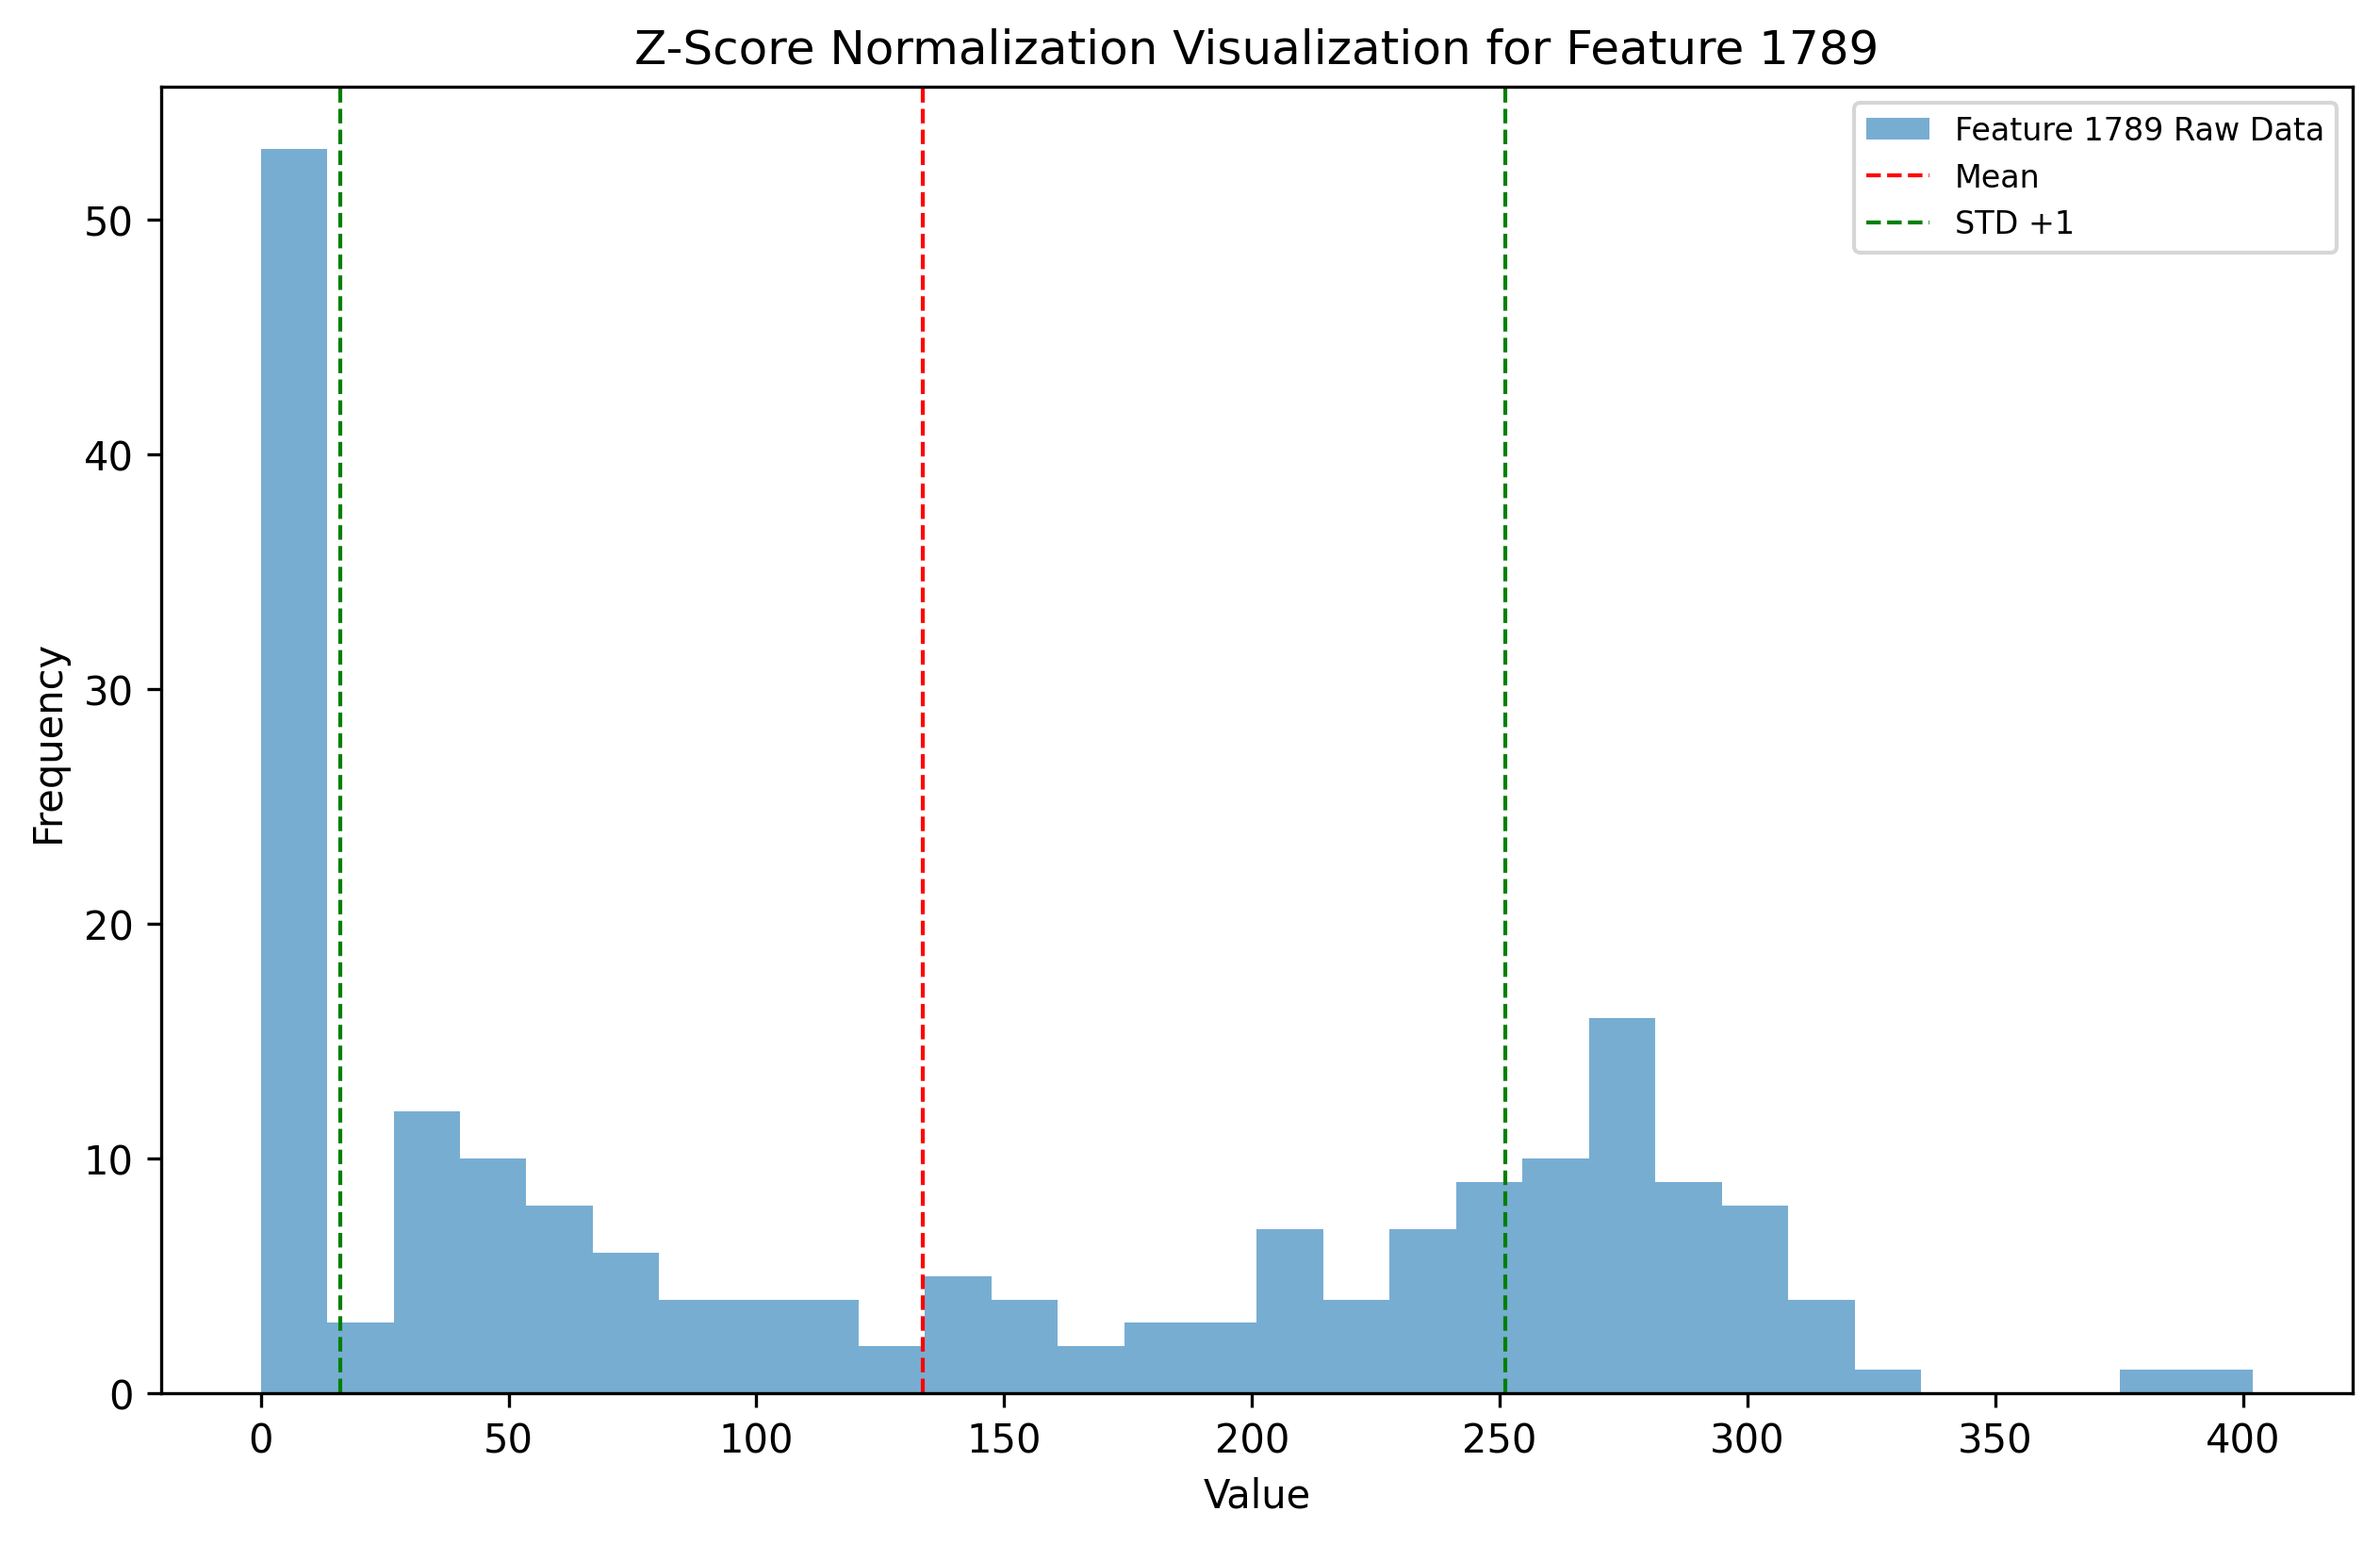 Z-Score Normalization Visualization for Feature 1789
Feature 1789 Raw Data
Mean
STD +1
Frequency
50
40
30
20
10
0
0 50 100 150 200 250 300 350 400
Value